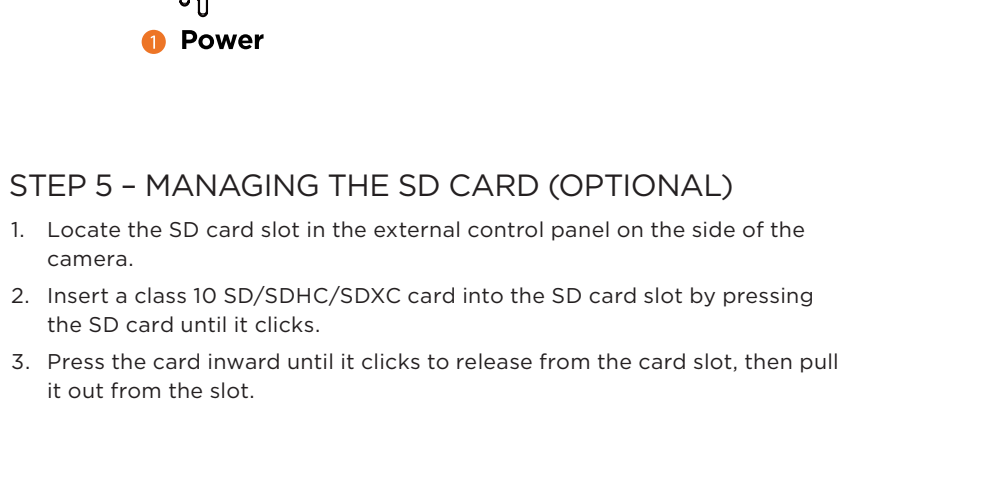 1 Power
STEP 5 – MANAGING THE SD CARD (OPTIONAL)
1. Locate the SD card slot in the external control panel on the side of the
camera.
2. Insert a class 10 SD/SDHC/SDXC card into the SD card slot by pressing
the SD card until it clicks.
3. Press the card inward until it clicks to release from the card slot, then pull
it out from the slot.